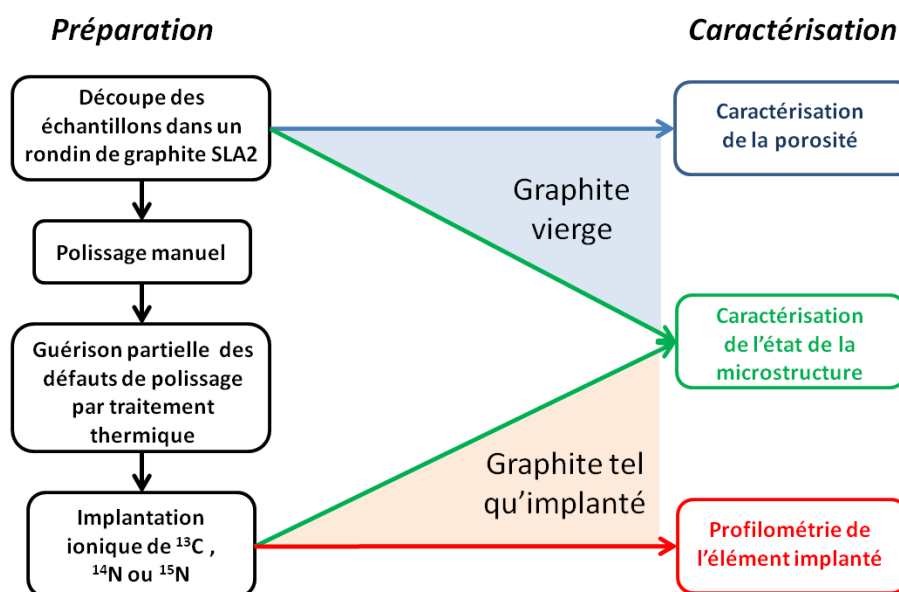 Préparation
Découpe des
échantillons dans un
rondin de graphite SLA2
Polissage manuel
Guérison partielle des
défauts de polissage
par traitement
thermique
Implantation
ionique de ¹³C ,
¹⁴N ou ¹⁵N
Graphite
vierge
Graphite tel
qu’implanté
Caractérisation
Caractérisation
de la porosité
Caractérisation
de l’état de la
microstructure
Profilométrie de
l’élément implanté